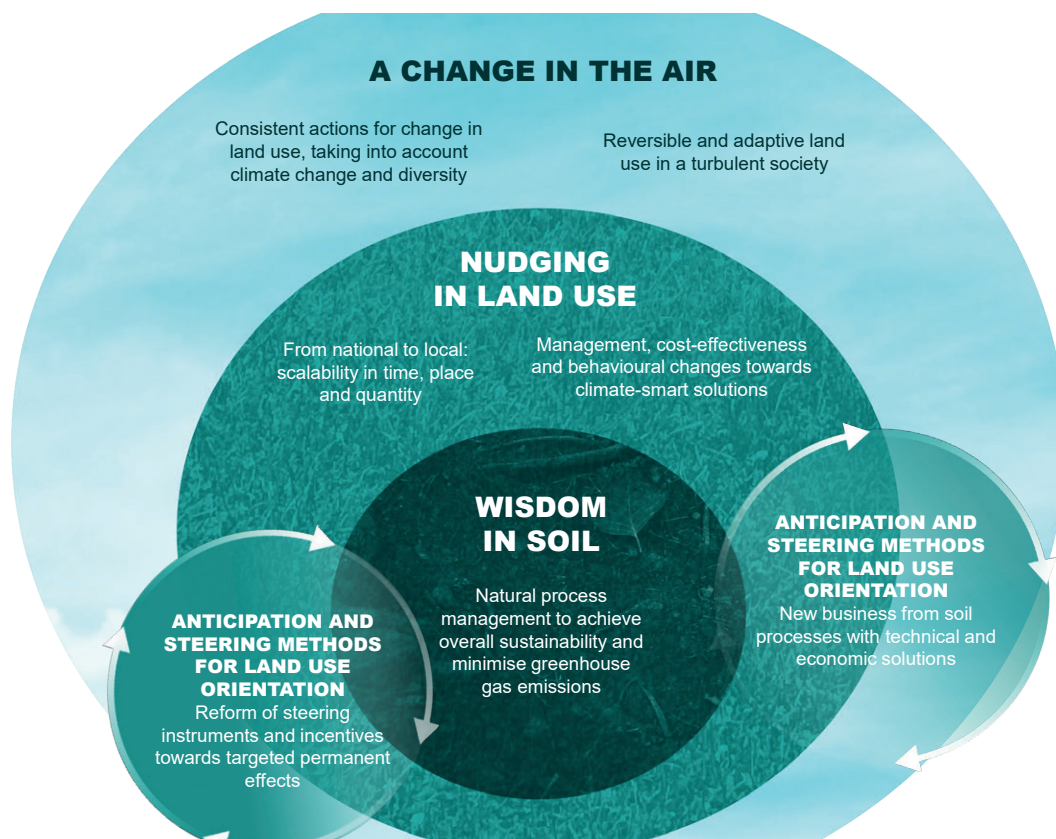 A CHANGE IN THE AIR
Consistent actions for change in
land use, taking into account
climate change and diversity
Reversible and adaptive land
use in a turbulent society
NUDGING
IN LAND USE
From national to local:
scalability in time, place
and quantity
Management, cost-effectiveness
and behavioural changes towards
climate-smart solutions
WISDOM
IN SOIL
Natural process
management to achieve
overall sustainability and
minimise greenhouse
gas emissions
ANTICIPATION AND
STEERING METHODS
FOR LAND USE
ORIENTATION
New business from soil
processes with technical and
economic solutions
ANTICIPATION AND
STEERING METHODS
FOR LAND USE
ORIENTATION
Reform of steering
instruments and incentives
towards targeted permanent
effects